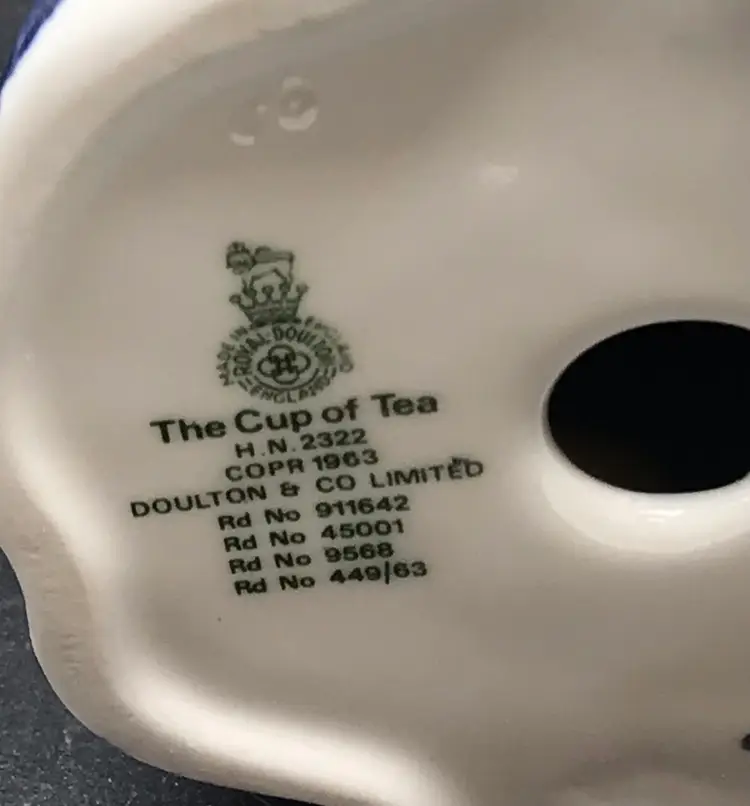 MADE IN ENGLAND
ROYAL DOULTON
ENGLAND
The Cup of Tea
H.N. 2322
COPR 1963
DOULTON & CO LIMITED
Rd No 911642
Rd No 45001
Rd No 9568
Rd No 449/63